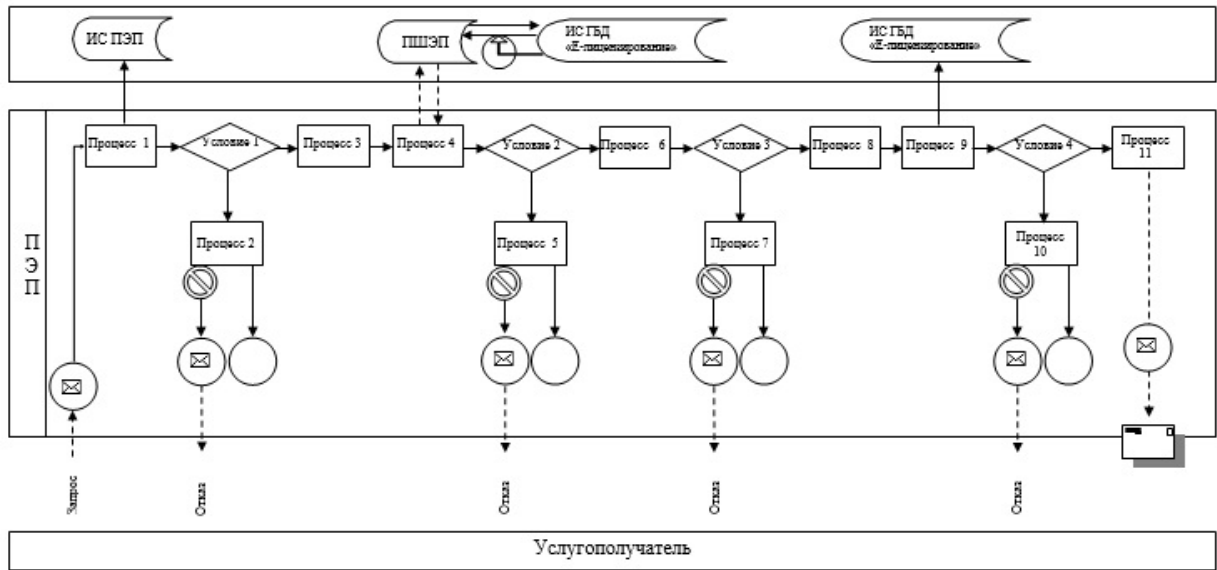 ИС ПЭП
ПШЭП
ИС ГБД
«Е-лицензирование»
ИС ГБД
«Е-лицензирование»
Процесс 1
Условие 1
Процесс 3
Процесс 4
Условие 2
Процесс 6
Условие 3
Процесс 8
Процесс 9
Условие 4
Процесс
11
Процесс 2
Процесс 5
Процесс 7
Процесс
10
П
Э
П
Запрос
Отказ
Отказ
Отказ
Отказ
Услугополучатель